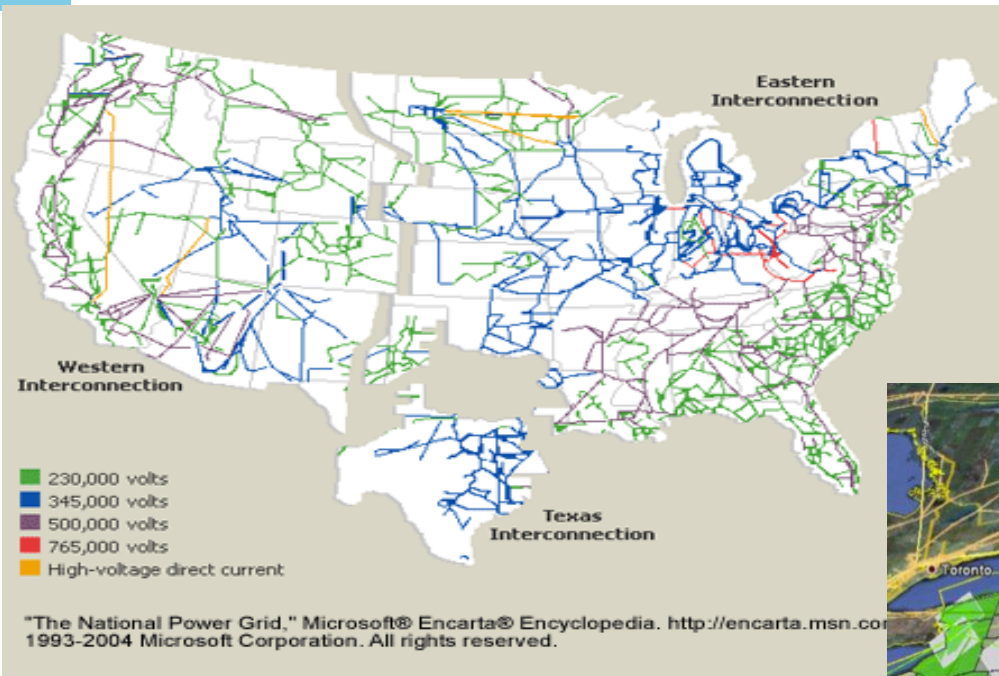 Eastern
Interconnection
Western
Interconnection
230,000 volts
345,000 volts
500,000 volts
765,000 volts
High-voltage direct current
Texas
Interconnection
Toronto
"The National Power Grid," Microsoft® Encarta® Encyclopedia. http://encarta.msn.co
1993-2004 Microsoft Corporation. All rights reserved.